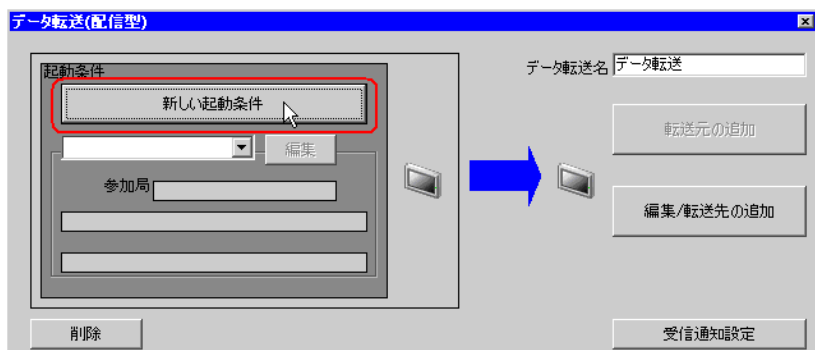 データ転送(配信型)
起動条件
新しい起動条件
編集
参加局
データ転送名 データ転送
転送元の追加
編集/転送先の追加
削除
受信通知設定